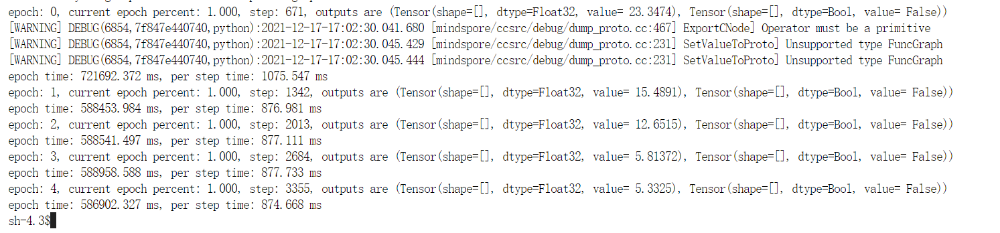 epoch: 0, current epoch percent: 1.000, step: 671, outputs are (Tensor(shape=[], dtype=Float32, value= 23.3474), Tensor(shape=[], dtype=Bool, value= False))
[WARNING] DEBUG(6854,7f847e440740,python):2021-12-17-17:02:30.041.680 [mindspore/ccsrc/debug/dump_proto.cc:467] ExportCNode] Operator must be a primitive
[WARNING] DEBUG(6854,7f847e440740,python):2021-12-17-17:02:30.045.429 [mindspore/ccsrc/debug/dump_proto.cc:231] SetValueToProto] Unsupported type FuncGraph
[WARNING] DEBUG(6854,7f847e440740,python):2021-12-17-17:02:30.045.444 [mindspore/ccsrc/debug/dump_proto.cc:231] SetValueToProto] Unsupported type FuncGraph
epoch time: 721692.372 ms, per step time: 1075.547 ms
epoch: 1, current epoch percent: 1.000, step: 1342, outputs are (Tensor(shape=[], dtype=Float32, value= 15.4891), Tensor(shape=[], dtype=Bool, value= False))
epoch time: 588453.984 ms, per step time: 876.981 ms
epoch: 2, current epoch percent: 1.000, step: 2013, outputs are (Tensor(shape=[], dtype=Float32, value= 12.6515), Tensor(shape=[], dtype=Bool, value= False))
epoch time: 588541.497 ms, per step time: 877.111 ms
epoch: 3, current epoch percent: 1.000, step: 2684, outputs are (Tensor(shape=[], dtype=Float32, value= 5.81372), Tensor(shape=[], dtype=Bool, value= False))
epoch time: 588958.588 ms, per step time: 877.733 ms
epoch: 4, current epoch percent: 1.000, step: 3355, outputs are (Tensor(shape=[], dtype=Float32, value= 5.3325), Tensor(shape=[], dtype=Bool, value= False))
epoch time: 586902.327 ms, per step time: 874.668 ms
sh-4.3$